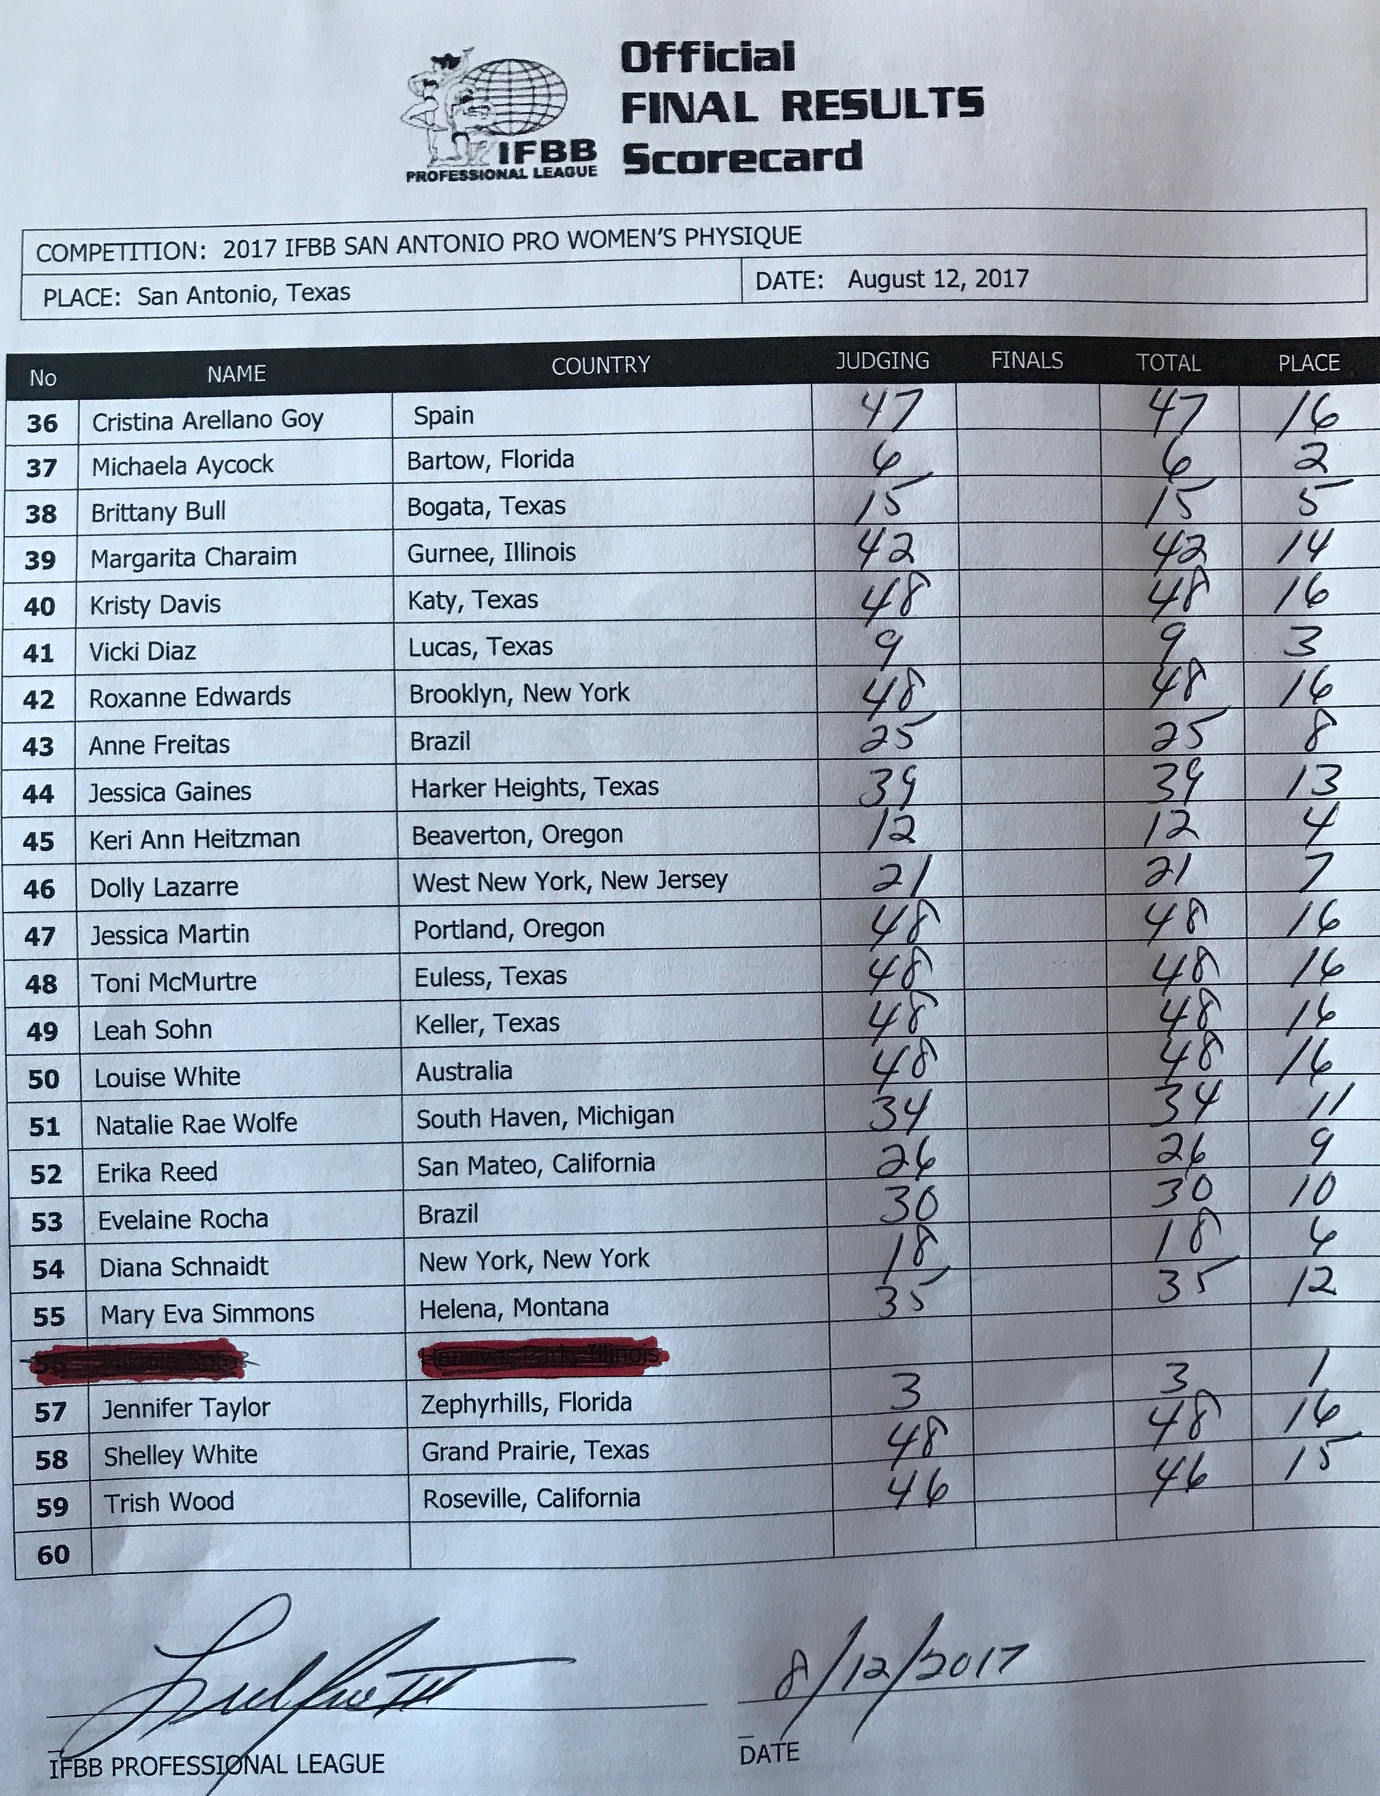 Official
FINAL RESULTS
Scorecard
IFBB
PROFESSIONAL LEAGUE
COMPETITION: 2017 IFBB SAN ANTONIO PRO WOMEN'S PHYSIQUE
PLACE: San Antonio, Texas DATE: August 12, 2017
No NAME COUNTRY JUDGING FINALS TOTAL PLACE
36 Cristina Arellano Goy Spain 47 47 16
37 Michaela Aycock Bartow, Florida 6 6 2
38 Brittany Bull Bogata, Texas 15 15 5
39 Margarita Charaim Gurnee, Illinois 42 42 14
40 Kristy Davis Katy, Texas 48 48 16
41 Vicki Diaz Lucas, Texas 9 9 3
42 Roxanne Edwards Brooklyn, New York 48 48 16
43 Anne Freitas Brazil 25 25 8
44 Jessica Gaines Harker Heights, Texas 39 39 13
45 Keri Ann Heitzman Beaverton, Oregon 12 12 4
46 Dolly Lazarre West New York, New Jersey 21 21 7
47 Jessica Martin Portland, Oregon 48 48 16
48 Toni McMurtre Euless, Texas 48 48 16
49 Leah Sohn Keller, Texas 48 48 16
50 Louise White Australia 48 48 16
51 Natalie Rae Wolfe South Haven, Michigan 34 34 11
52 Erika Reed San Mateo, California 26 26 9
53 Evelaine Rocha Brazil 30 30 10
54 Diana Schnaidt New York, New York 18 18 6
55 Mary Eva Simmons Helena, Montana 35 35 12
Park, Illinois
57 Jennifer Taylor Zephyrhills, Florida 3 3 1
58 Shelley White Grand Prairie, Texas 48 48 16
59 Trish Wood Roseville, California 46 46 15
60
8/12/2017
IFBB PROFESSIONAL LEAGUE DATE